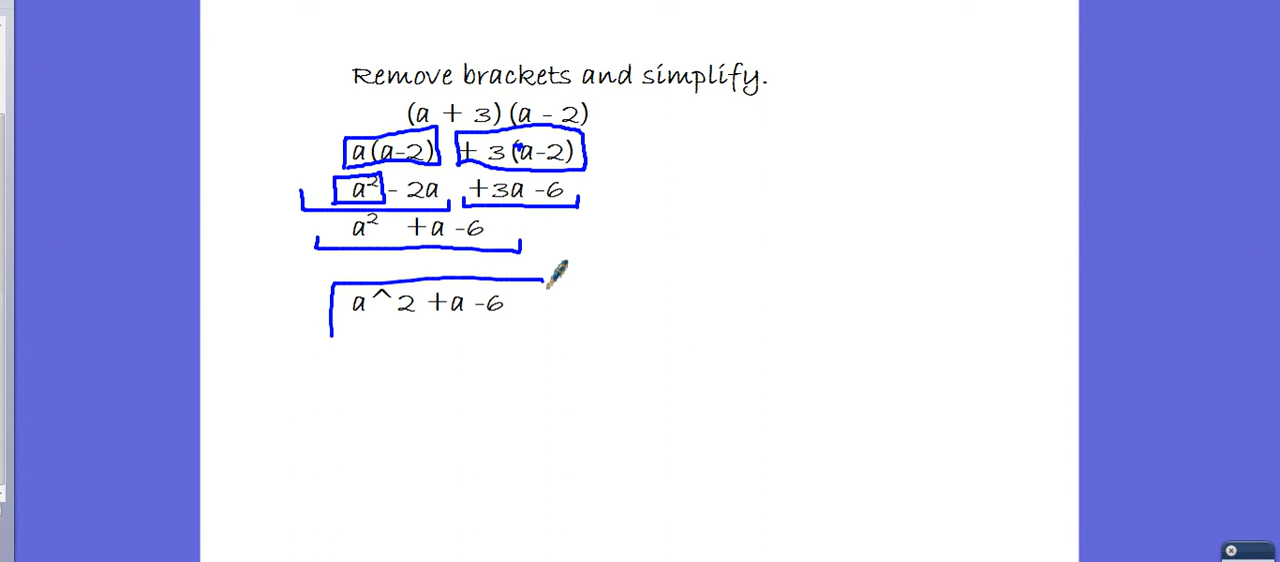 Remove brackets and simplify.
(a + 3)(a - 2)
a(a-2) + 3(a-2)
a² - 2a +3a -6
a² +a -6
a^2 +a -6